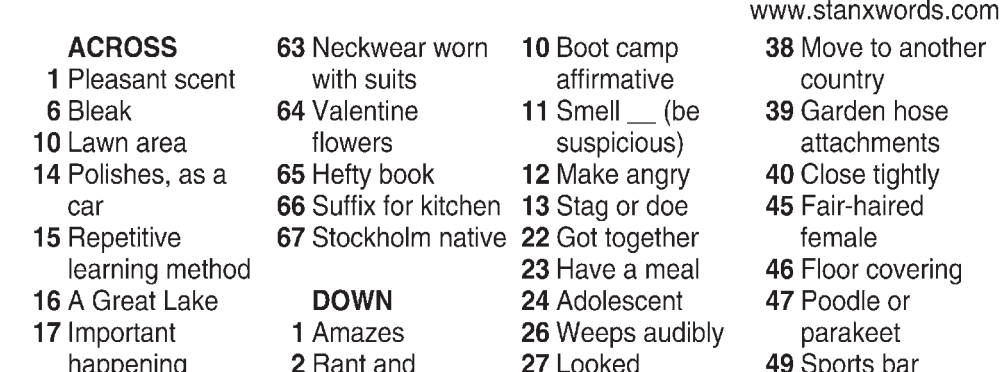 www.stanxwords.com
ACROSS
1 Pleasant scent
6 Bleak
10 Lawn area
14 Polishes, as a
car
15 Repetitive
learning method
16 A Great Lake
17 Important
happening
63 Neckwear worn
with suits
64 Valentine
flowers
65 Hefty book
66 Suffix for kitchen
67 Stockholm native
DOWN
1 Amazes
2 Rant and
10 Boot camp
affirmative
11 Smell __ (be
suspicious)
12 Make angry
13 Stag or doe
22 Got together
23 Have a meal
24 Adolescent
26 Weeps audibly
27 Looked
38 Move to another
country
39 Garden hose
attachments
40 Close tightly
45 Fair-haired
female
46 Floor covering
47 Poodle or
parakeet
49 Sports bar